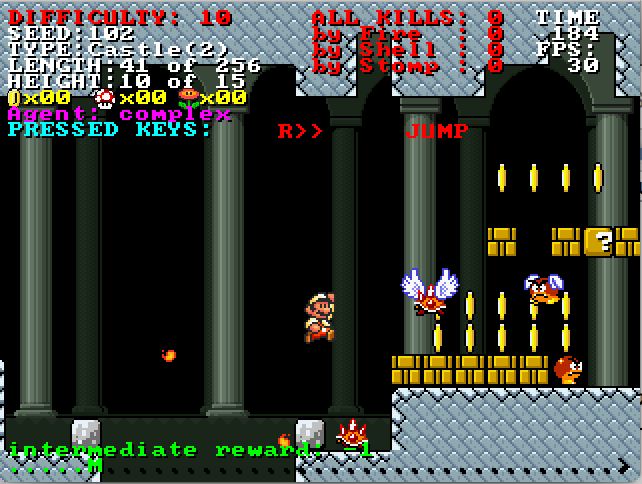 DIFFICULTY: 10 ALL KILLS: 0 TIME
SEED:102 by Fire : 0 184
TYPE:Castle(2) by Shell : 0 FPS:
LENGTH:41 of 256 by Stomp : 0 30
HEIGHT:10 of 15
x00 x00 x00
Agent: complex
PRESSED KEYS: R>> JUMP
?
intermediate reward: -1
.....M..............................>